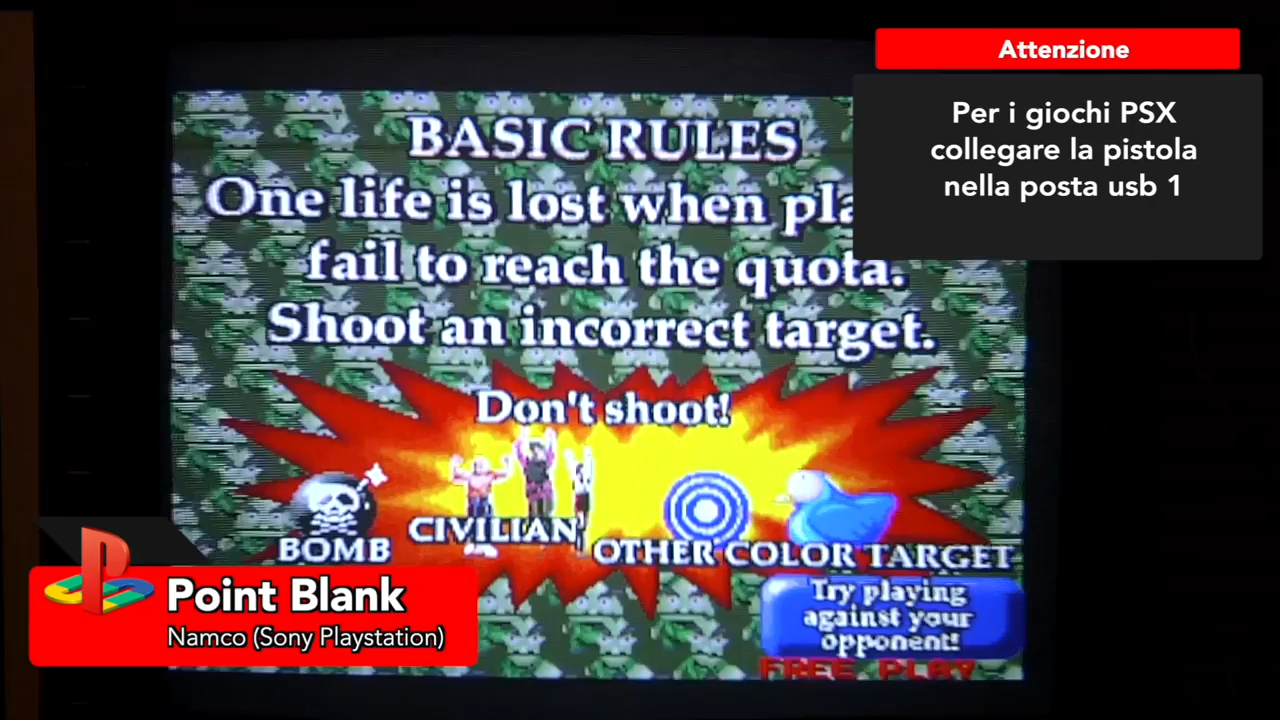 Attenzione
Per i giochi PSX
collegare la pistola
nella posta usb 1
BASIC RULES
One life is lost when
fail to reach the quota.
Shoot an incorrect target.
Don't shoot!
BOMB
CIVILIAN
OTHER COLOR TARGET
Try playing
against your
opponent!
FREE PLAY
Point Blank
Namco (Sony Playstation)